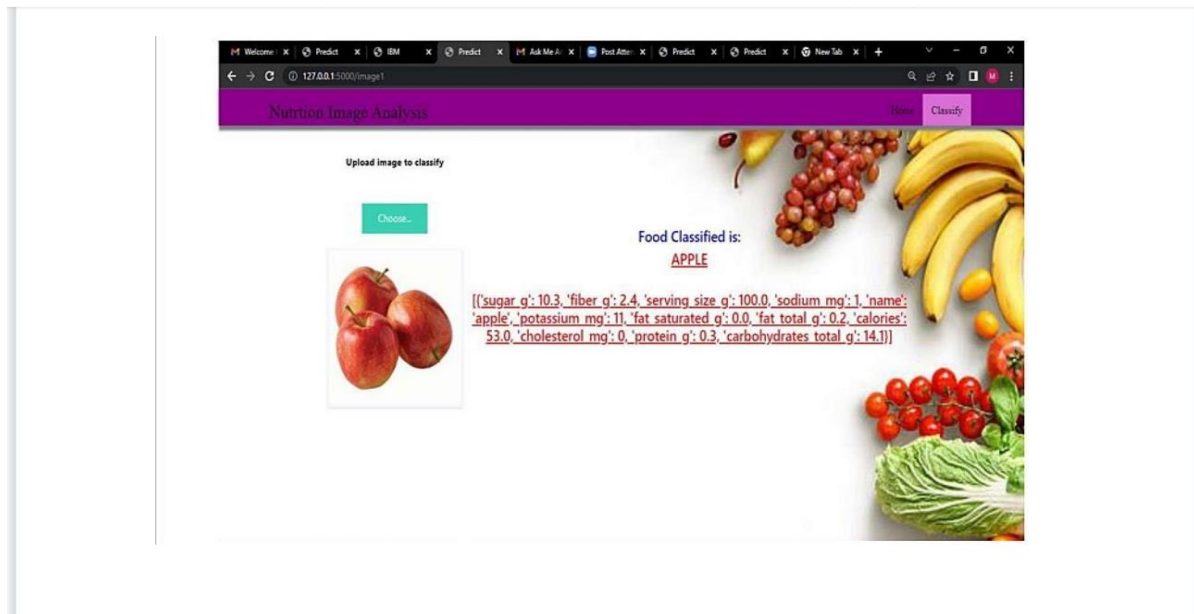 Welcome x Predict x IBM x Predict x Ask Me A x Post Atten x Predict x Predict x New Tab x +
127.0.0.1:5000/image1 M
Nutrtion Image Analysis Home Classify
Upload image to classify
Choose...
Food Classified is:
APPLE
[{'sugar_g': 10.3, 'fiber_g': 2.4, 'serving_size_g': 100.0, 'sodium_mg': 1, 'name':
'apple', 'potassium_mg': 11, 'fat_saturated_g': 0.0, 'fat_total_g': 0.2, 'calories':
53.0, 'cholesterol_mg': 0, 'protein_g': 0.3, 'carbohydrates_total_g': 14.1}]